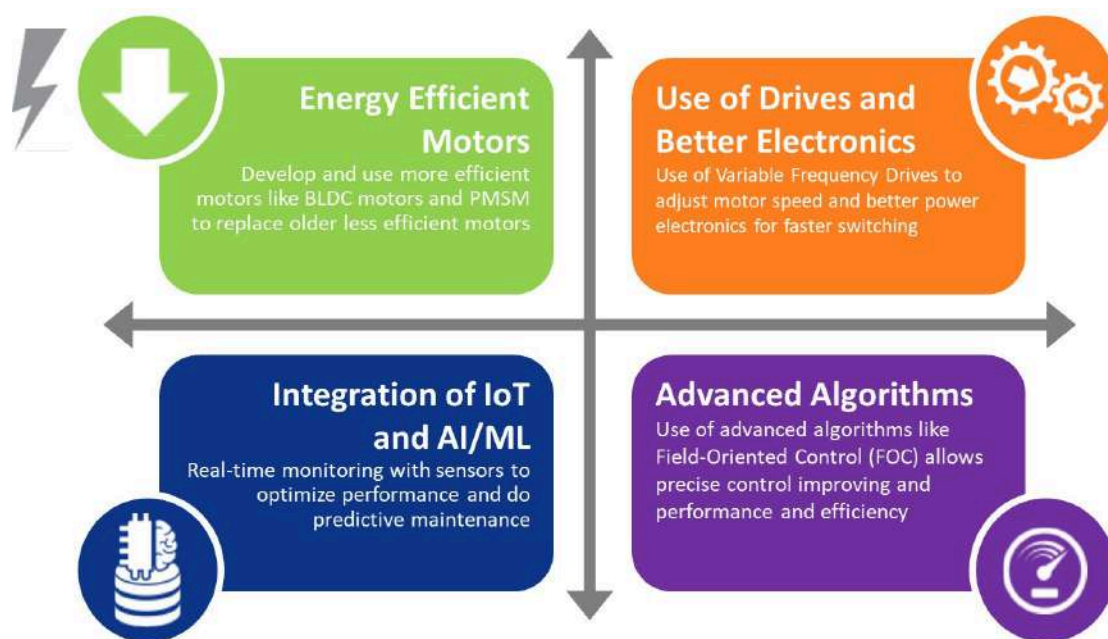 Energy Efficient
Motors
Develop and use more efficient
motors like BLDC motors and PMSM
to replace older less efficient motors
Use of Drives and
Better Electronics
Use of Variable Frequency Drives to
adjust motor speed and better power
electronics for faster switching
Integration of IoT
and AI/ML
Real-time monitoring with sensors to
optimize performance and do
predictive maintenance
Advanced Algorithms
Use of advanced algorithms like
Field-Oriented Control (FOC) allows
precise control improving and
performance and efficiency